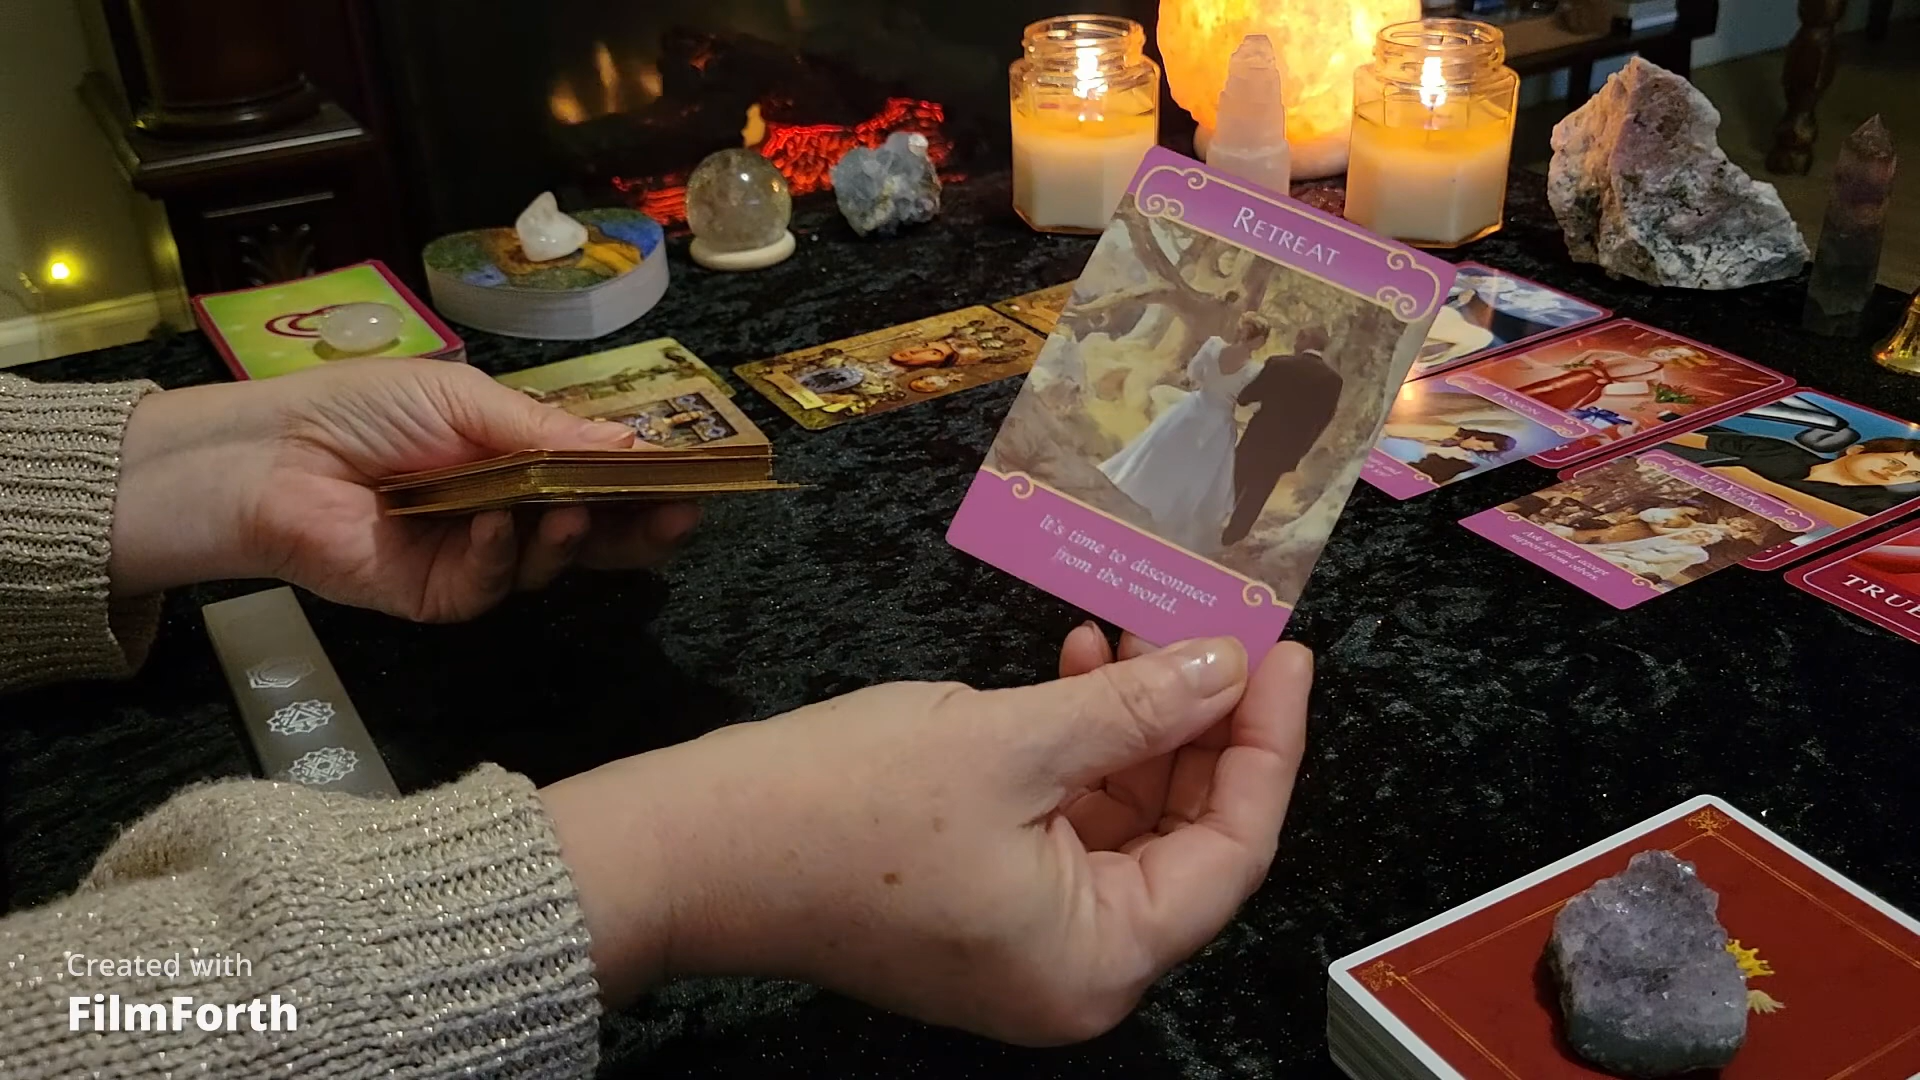 RETREAT
It's time to disconnect
from the world.
PASSION
Ask for and accept
support from others.
TRUE
Created with
FilmForth